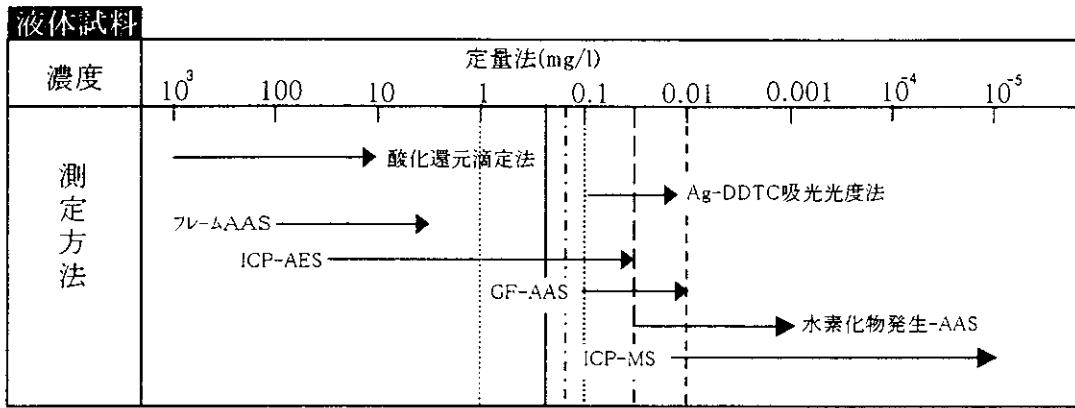 液体試料
濃度
定量法(mg/l)
10³ 100 10 1 0.1 0.01 0.001 10⁻⁴ 10⁻⁵
測定方法
酸化還元滴定法
Ag-DDTC吸光光度法
フレームAAS
ICP-AES
GF-AAS
水素化物発生-AAS
ICP-MS